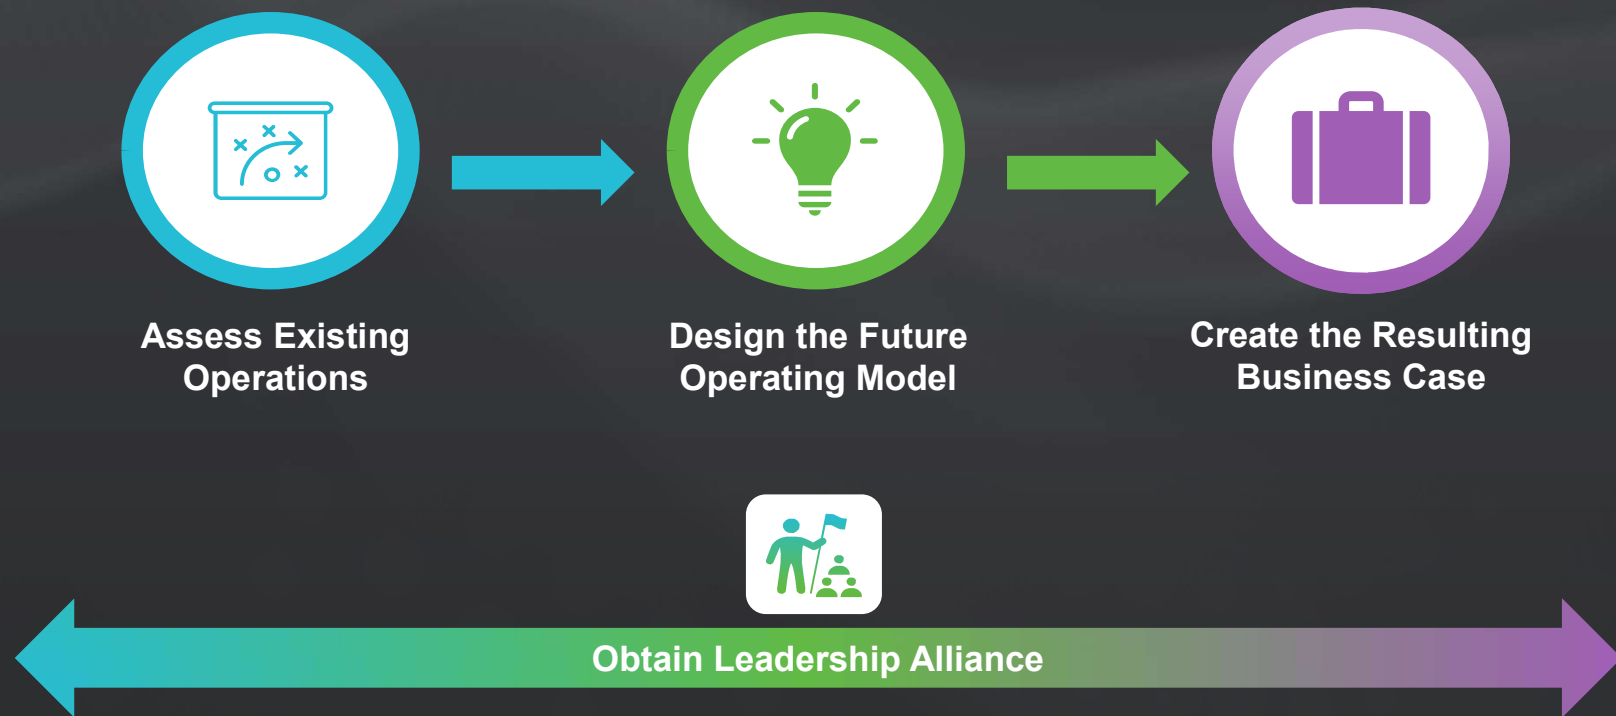 Assess Existing
Operations
Design the Future
Operating Model
Create the Resulting
Business Case
Obtain Leadership Alliance